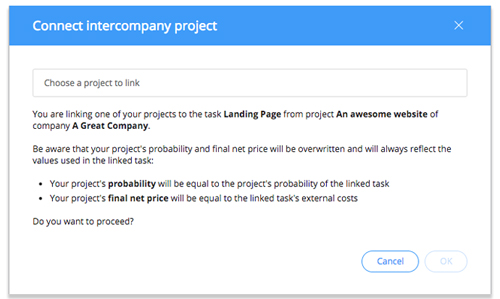 Connect intercompany project
Choose a project to link
You are linking one of your projects to the task Landing Page from project An awesome website of
company A Great Company.
Be aware that your project's probability and final net price will be overwritten and will always reflect the
values used in the linked task:
• Your project's probability will be equal to the project's probability of the linked task
• Your project's final net price will be equal to the linked task's external costs
Do you want to proceed?
Cancel
OK